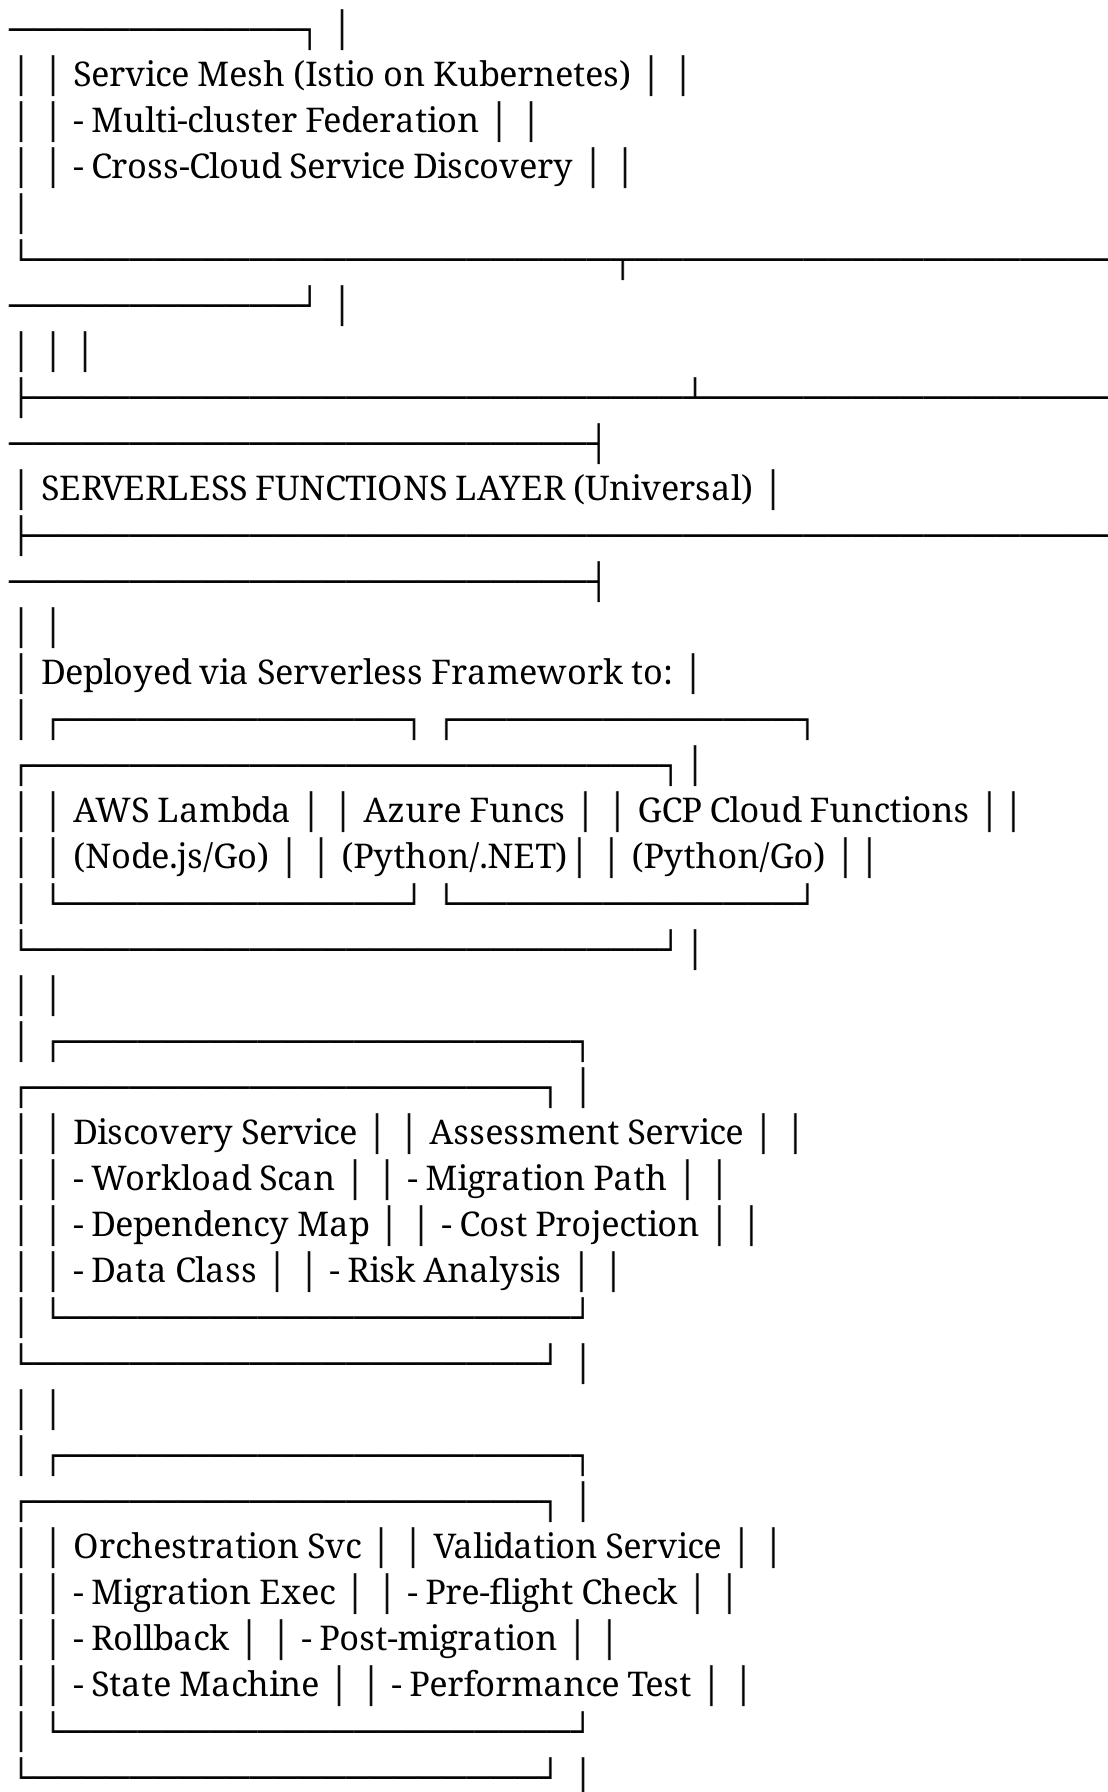 │ │ Service Mesh (Istio on Kubernetes) │ │
│ │ - Multi-cluster Federation │ │
│ │ - Cross-Cloud Service Discovery │ │
│ SERVERLESS FUNCTIONS LAYER (Universal) │
│ Deployed via Serverless Framework to: │
│ │ AWS Lambda │ │ Azure Funcs │ │ GCP Cloud Functions ││
│ │ (Node.js/Go) │ │ (Python/.NET)│ │ (Python/Go) ││
│ │ Discovery Service │ │ Assessment Service │ │
│ │ - Workload Scan │ │ - Migration Path │ │
│ │ - Dependency Map │ │ - Cost Projection │ │
│ │ - Data Class │ │ - Risk Analysis │ │
│ │ Orchestration Svc │ │ Validation Service │ │
│ │ - Migration Exec │ │ - Pre-flight Check │ │
│ │ - Rollback │ │ - Post-migration │ │
│ │ - State Machine │ │ - Performance Test │ │